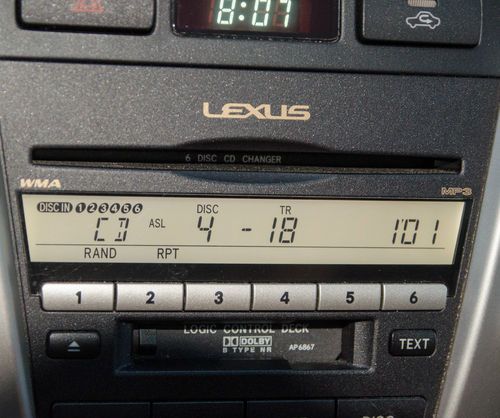 8:07
LEXUS
6 DISC CD CHANGER
WMA MP3
DISC IN 1 2 3 4 5 6
DISC TR
CD ASL 4 - 18 1'01
RAND RPT
1 2 3 4 5 6
LOGIC CONTROL DECK
DOLBY
B TYPE NR AP6867
TEXT